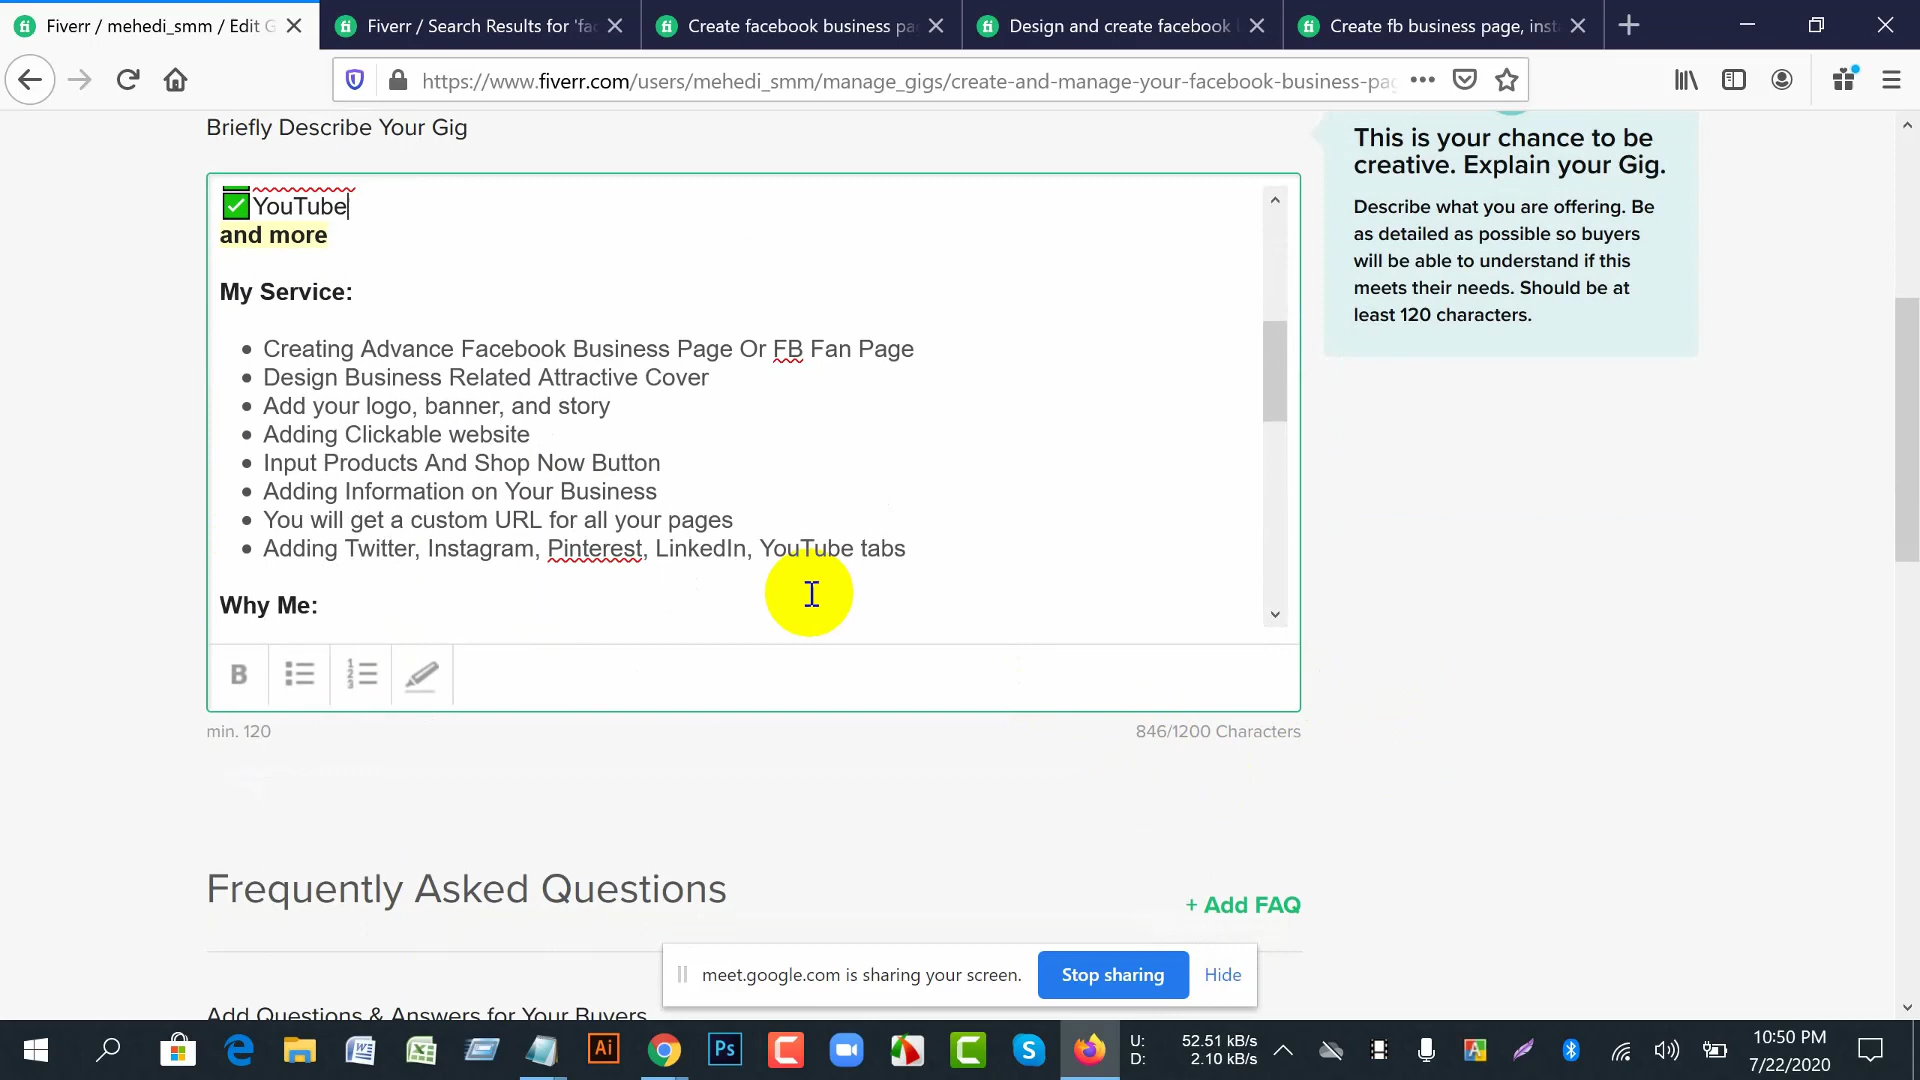 Fiverr / mehedi_smm / Edit G
Fiverr / Search Results for 'fac
Create facebook business pa
Design and create facebook
Create fb business page, inst
https://www.fiverr.com/users/mehedi_smm/manage_gigs/create-and-manage-your-facebook-business-pag
Briefly Describe Your Gig
✅YouTube
and more
My Service:
• Creating Advance Facebook Business Page Or FB Fan Page
• Design Business Related Attractive Cover
• Add your logo, banner, and story
• Adding Clickable website
• Input Products And Shop Now Button
• Adding Information on Your Business
• You will get a custom URL for all your pages
• Adding Twitter, Instagram, Pinterest, LinkedIn, YouTube tabs
Why Me:
B
min. 120
846/1200 Characters
This is your chance to be
creative. Explain your Gig.
Describe what you are offering. Be
as detailed as possible so buyers
will be able to understand if this
meets their needs. Should be at
least 120 characters.
Frequently Asked Questions
+ Add FAQ
meet.google.com is sharing your screen.
Stop sharing
Hide
Add Questions & Answers for Your Buyers
Ai
Ps
U: 52.51 kB/s
D: 2.10 kB/s
10:50 PM
7/22/2020